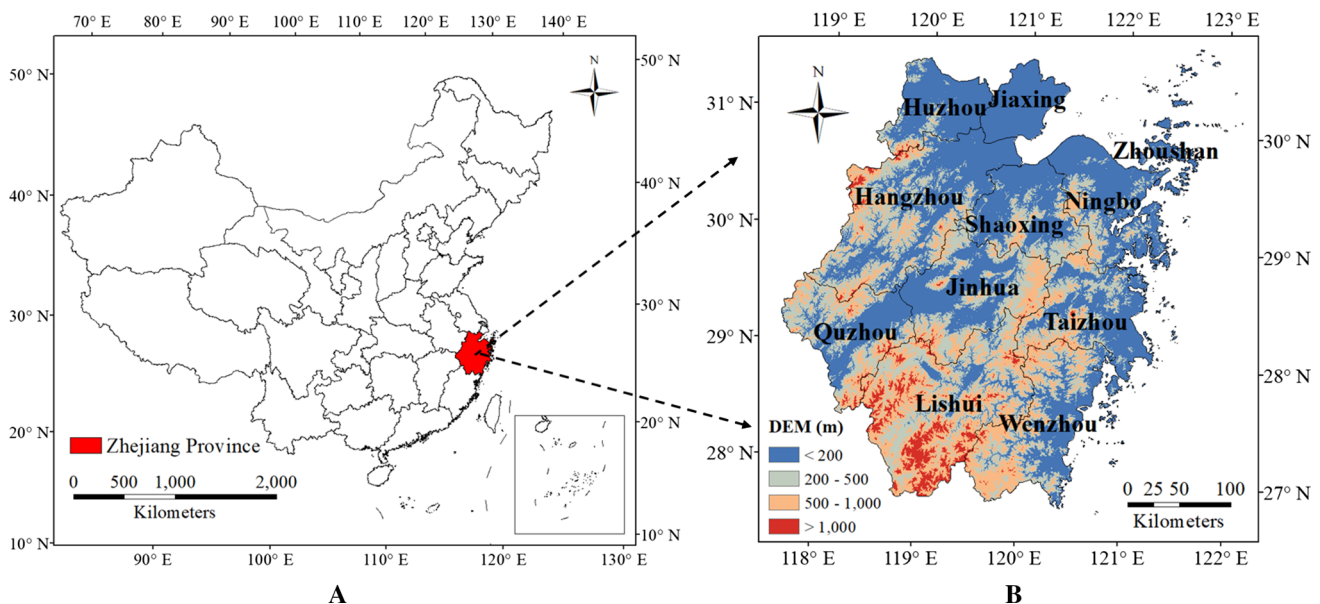 70° E 80° E 90° E 100° E 110° E 120° E 130° E 140° E
50° N
40° N
30° N
20° N
10° N
50° N
40° N
30° N
20° N
10° N
N
Zhejiang Province
0 500 1,000 2,000
Kilometers
90° E 100° E 110° E 120° E 130° E
A
119° E 120° E 121° E 122° E 123° E
31° N
30° N
29° N
28° N
30° N
29° N
28° N
27° N
N
Huzhou
Jiaxing
Zhoushan
Hangzhou
Ningbo
Shaoxing
Jinhua
Quzhou
Taizhou
Lishui
Wenzhou
DEM (m)
< 200
200 - 500
500 - 1,000
> 1,000
0 25 50 100
Kilometers
118° E 119° E 120° E 121° E 122° E
B